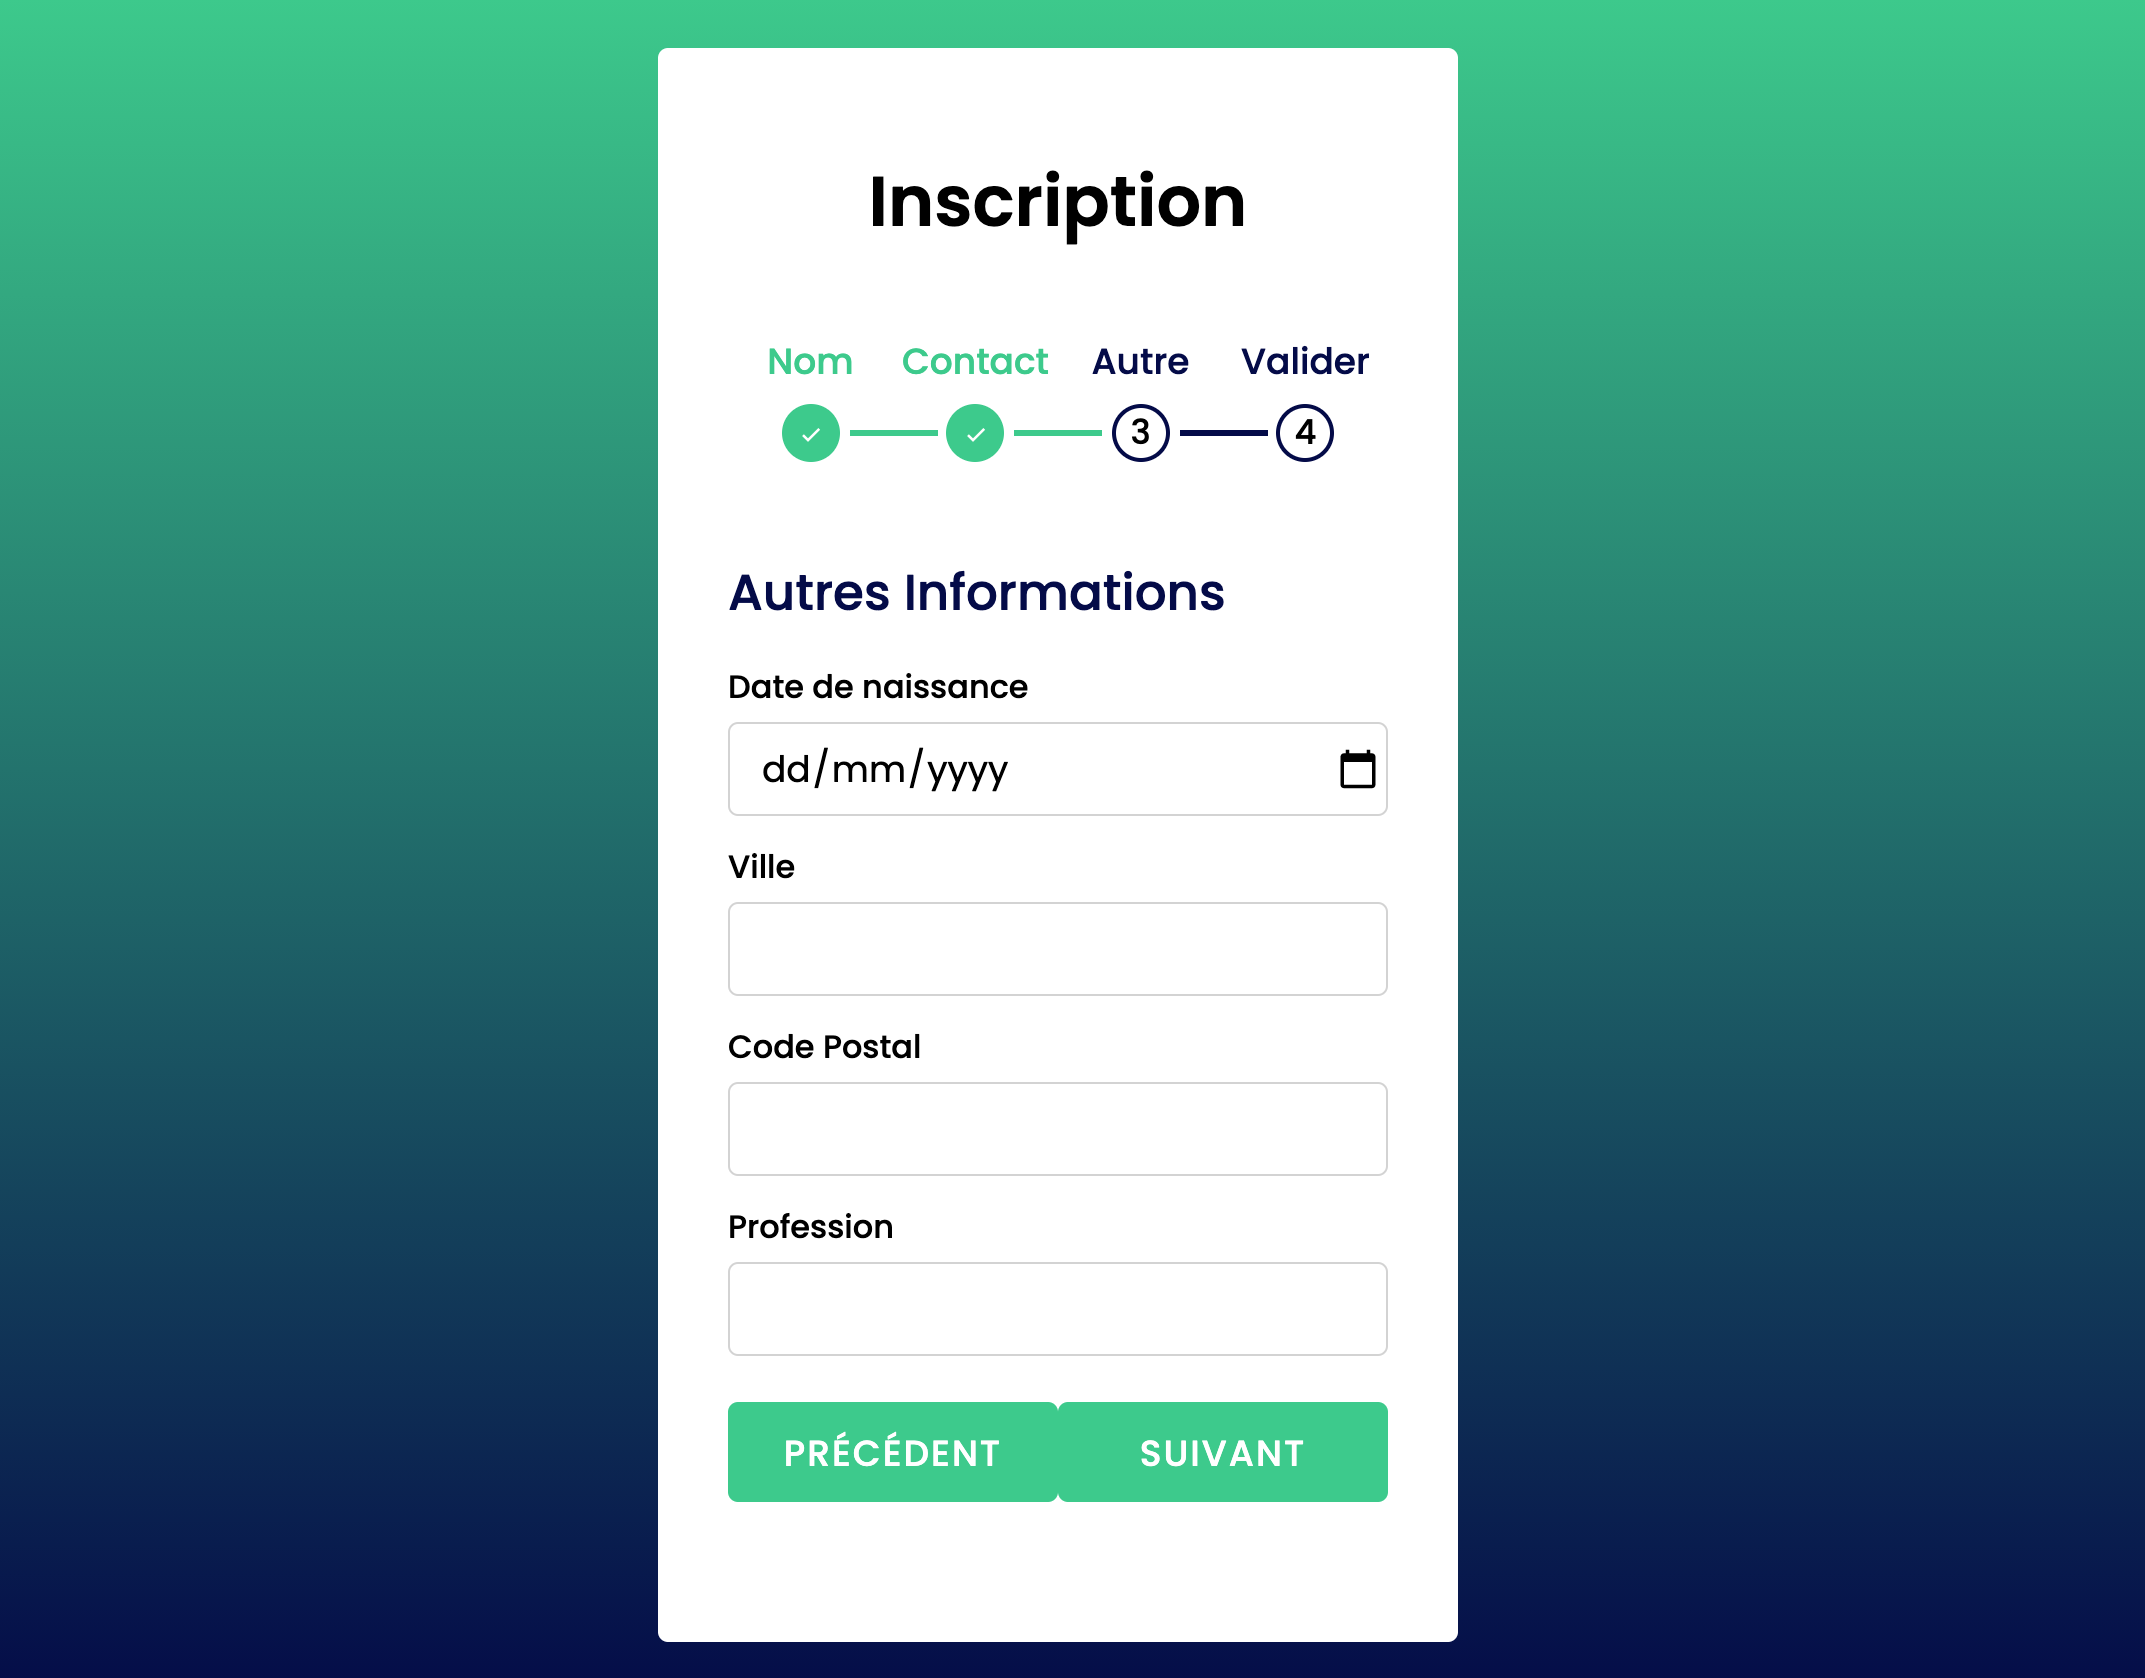 Inscription
Nom Contact Autre Valider
3 4
Autres Informations
Date de naissance
dd/mm/yyyy
Ville
Code Postal
Profession
PRÉCÉDENT SUIVANT